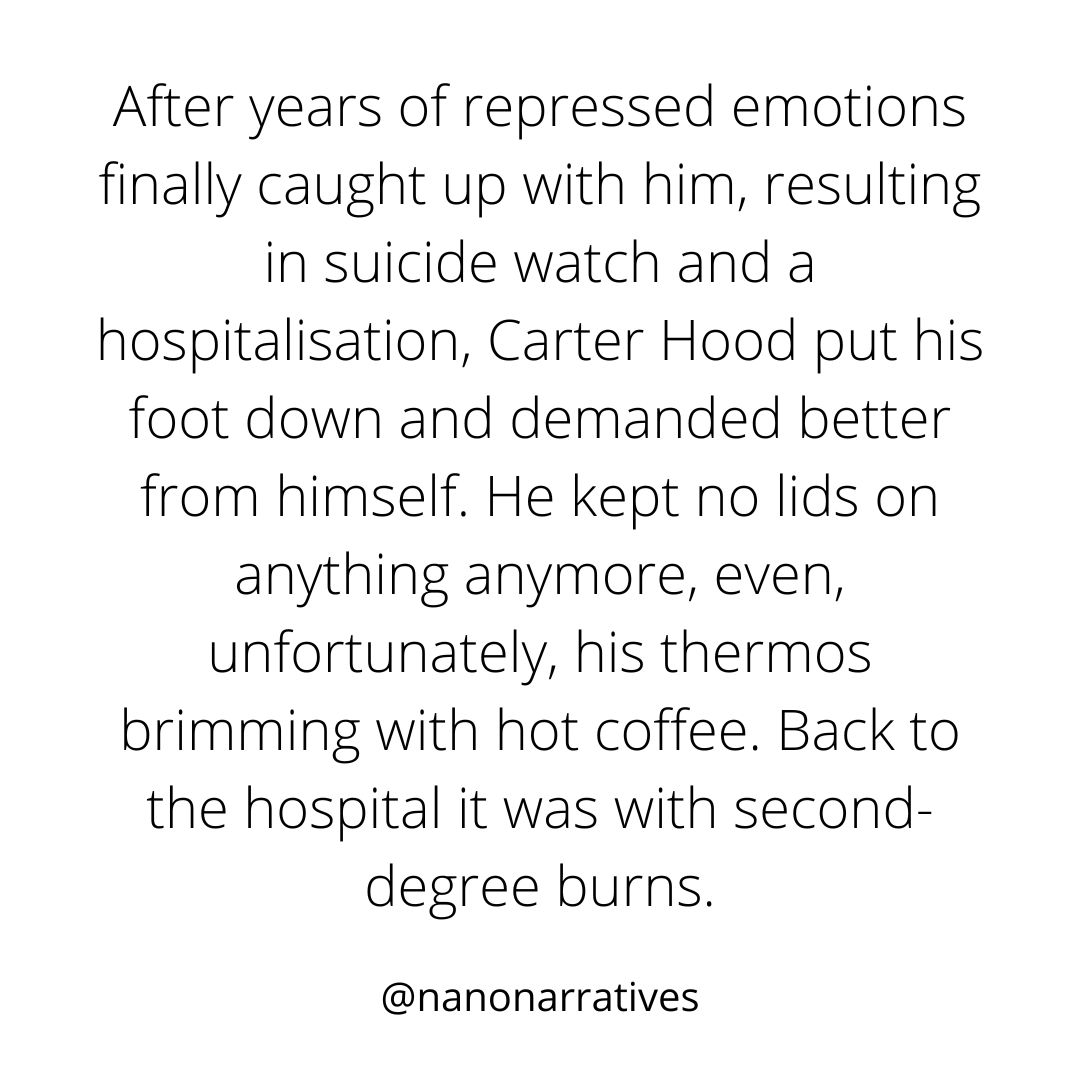 After years of repressed emotions
finally caught up with him, resulting
in suicide watch and a
hospitalisation, Carter Hood put his
foot down and demanded better
from himself. He kept no lids on
anything anymore, even,
unfortunately, his thermos
brimming with hot coffee. Back to
the hospital it was with second-
degree burns.
@nanonarratives